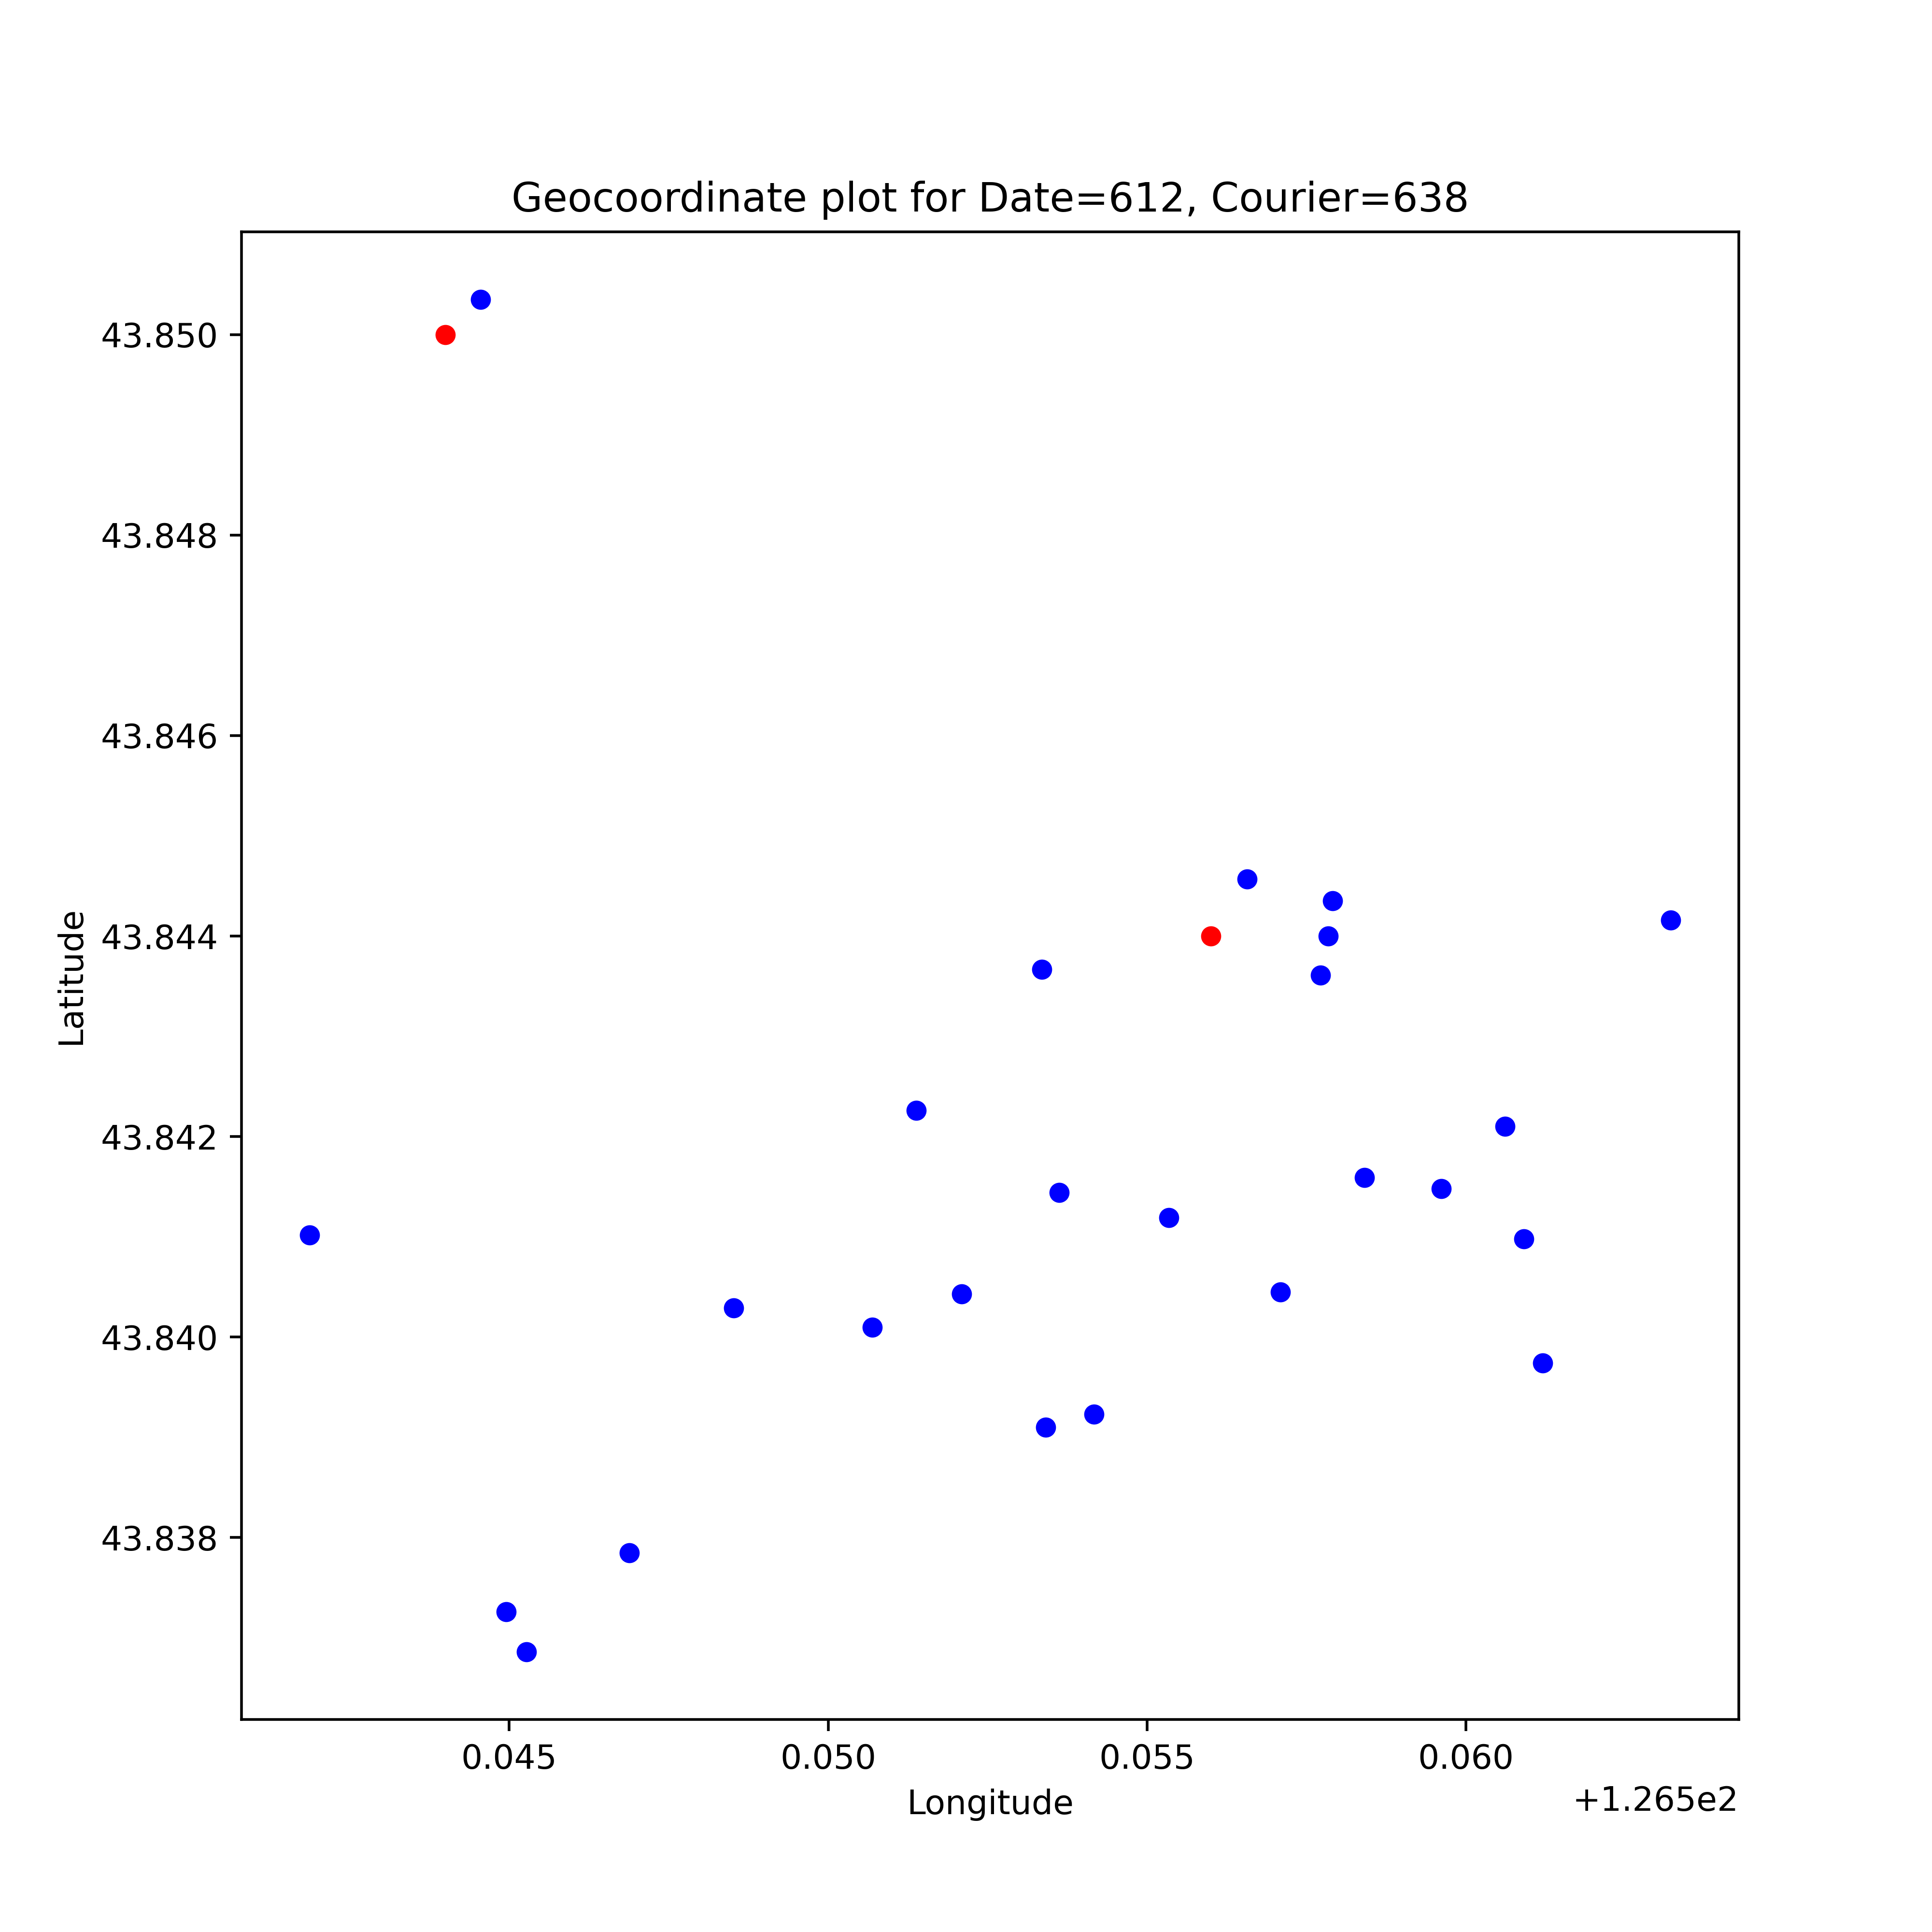 Geocoordinate plot for Date=612, Courier=638
43.850
43.848
43.846
43.844
43.842
43.840
43.838
Latitude
0.045 0.050 0.055 0.060
Longitude
+1.265e2